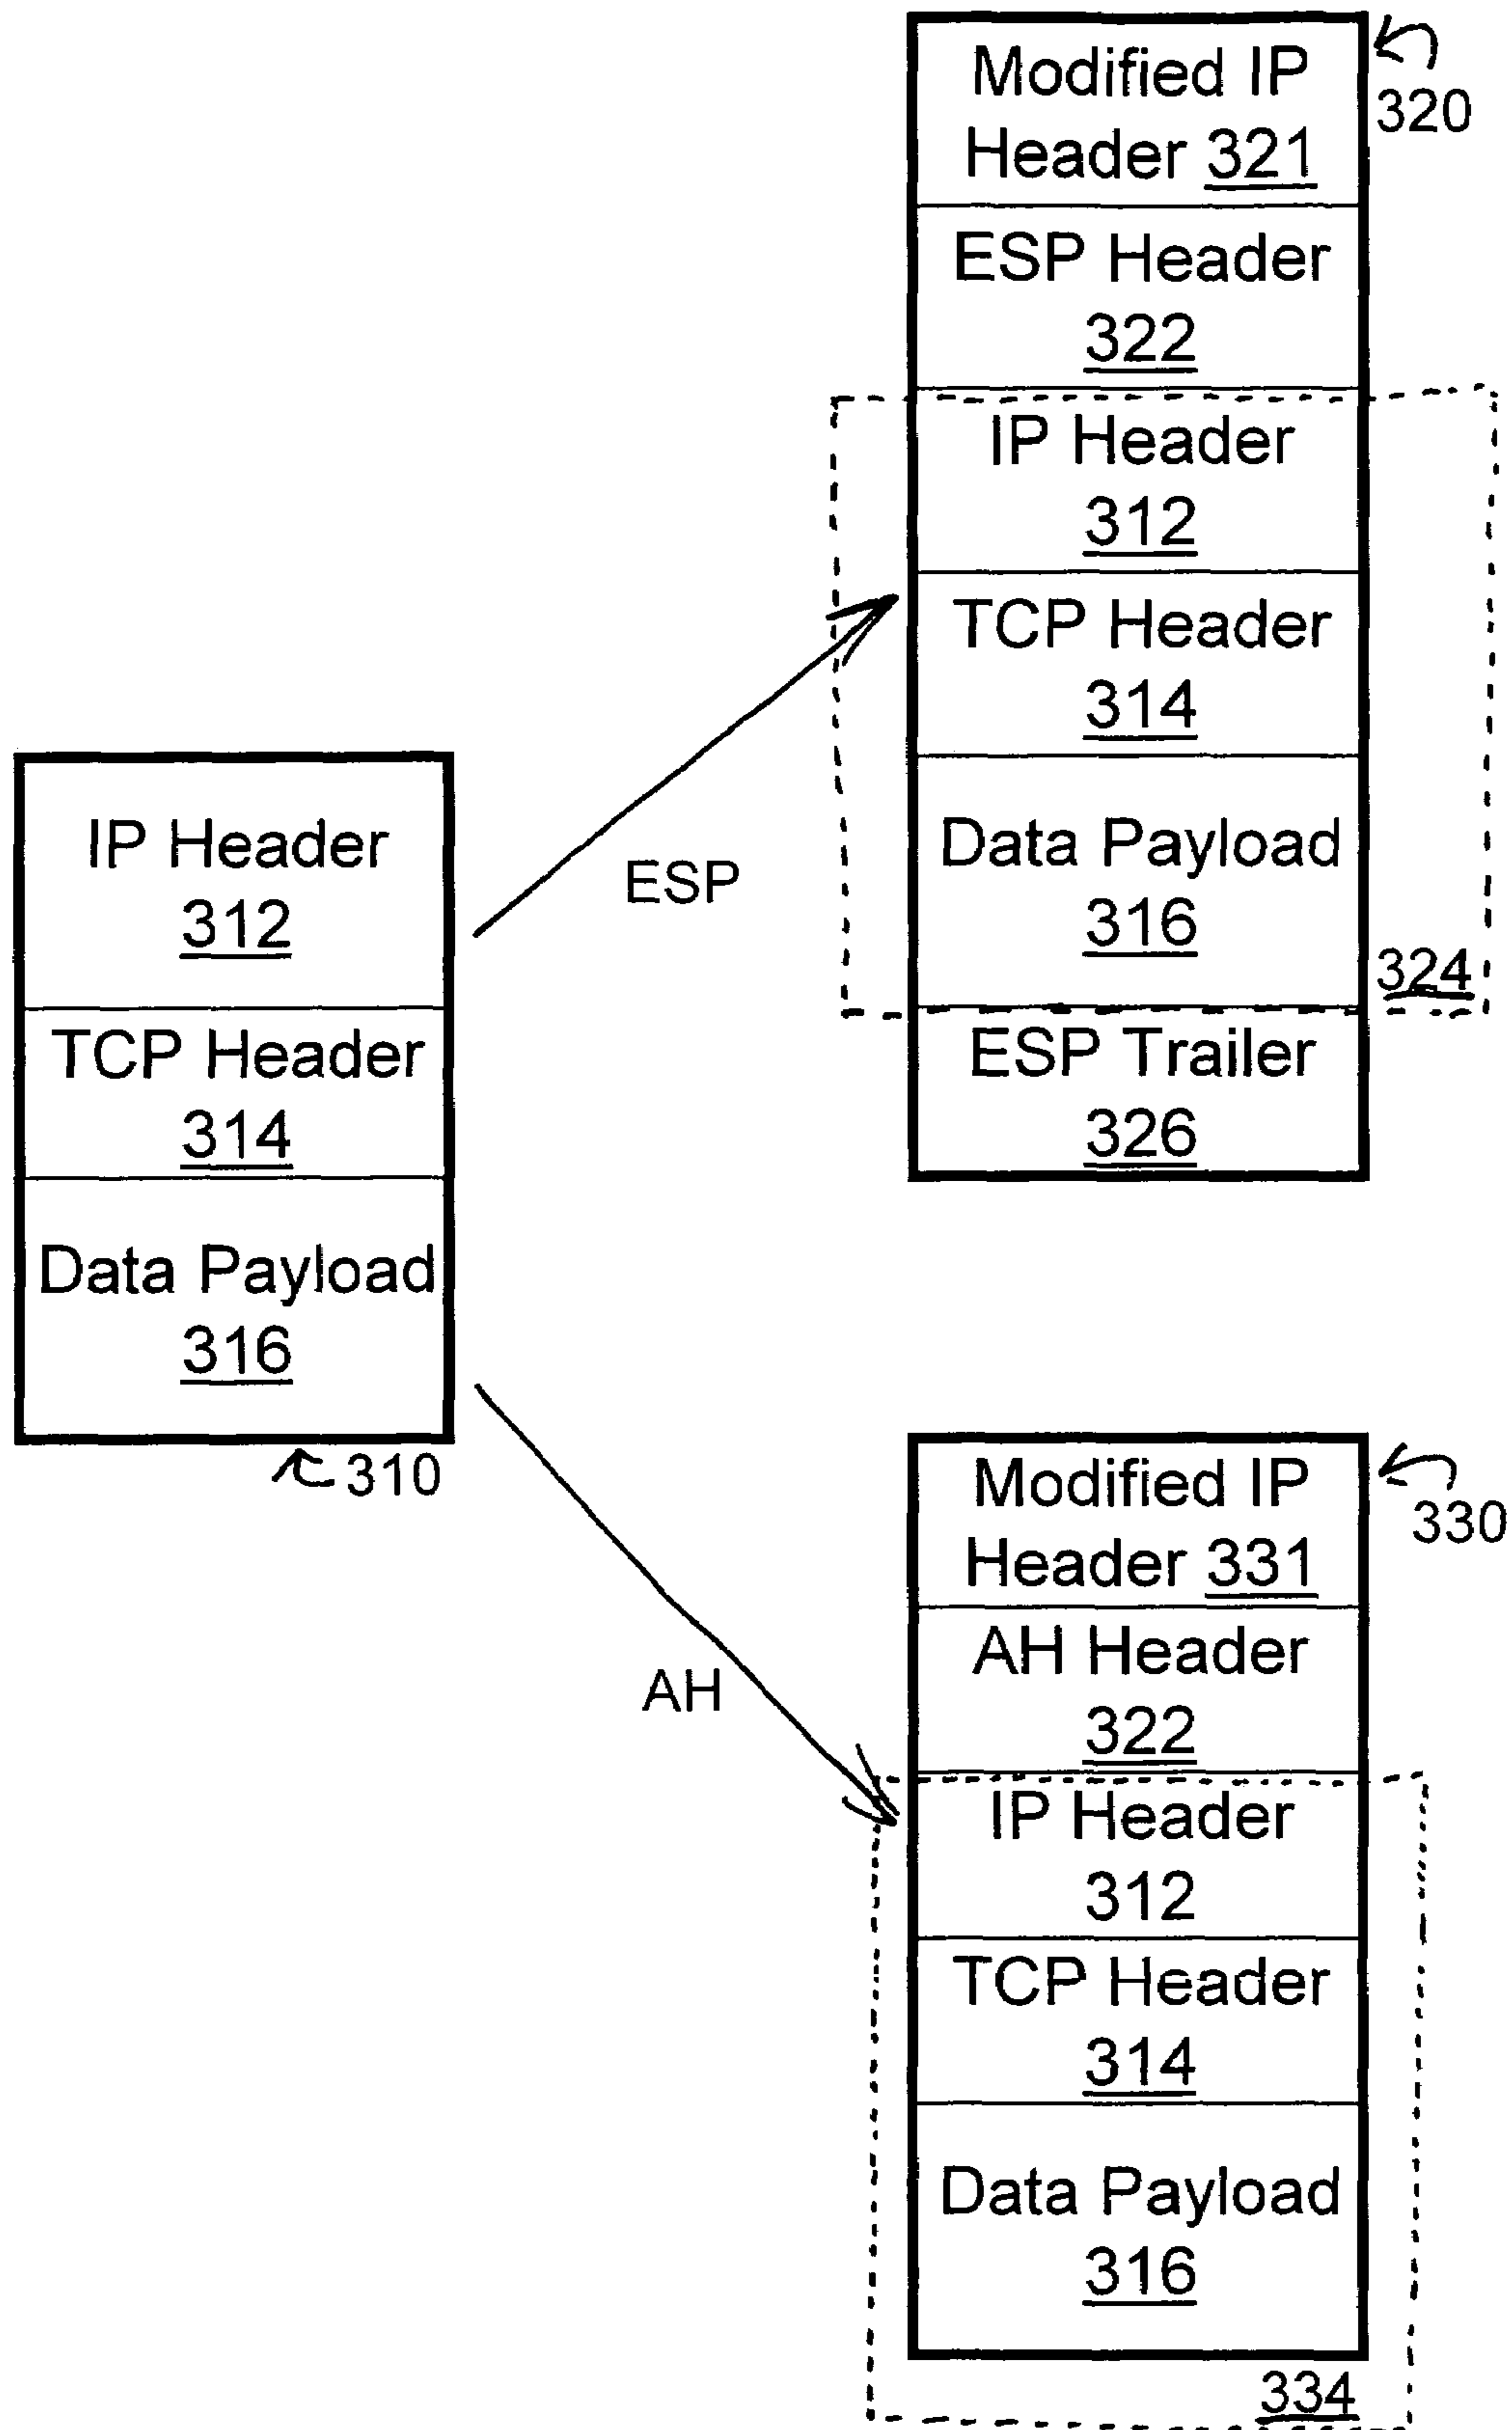 IP Header
312
TCP Header
314
Data Payload
316
310
ESP
AH
Modified IP
Header 321
320
ESP Header
322
IP Header
312
TCP Header
314
Data Payload
316
324
ESP Trailer
326
Modified IP
Header 331
330
AH Header
322
IP Header
312
TCP Header
314
Data Payload
316
334